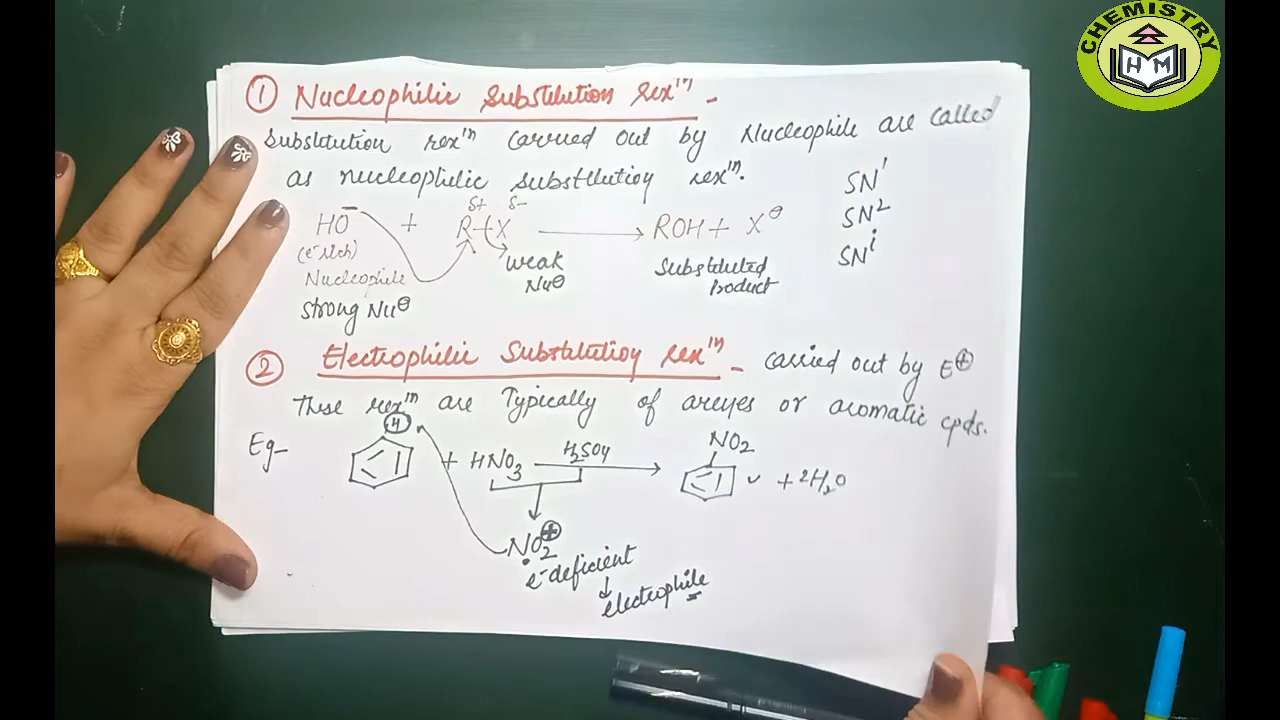 CHEMISTRY
H M
① Nucleophilic Substitution rexⁿ -
Substitution rexⁿ carried out by Nucleophile are called
as nucleophilic substitution rexⁿ.
SN¹
SN²
SNⁱ
δ+ δ-
HO⁻ + R-X → ROH + X⊖
(e⁻ rich)
Nucleophile
strong Nu⊖
weak
Nu⊖
Substituted
Product
② Electrophilic Substitution rexⁿ - carried out by E⊕
These rexⁿ are Typically of arenes or aromatic cpds.
Eg-
H
+ HNO₃ H₂SO₄ →
NO₂
+ 2H₂O
NO₂⊕
e⁻deficient
↓
electrophile